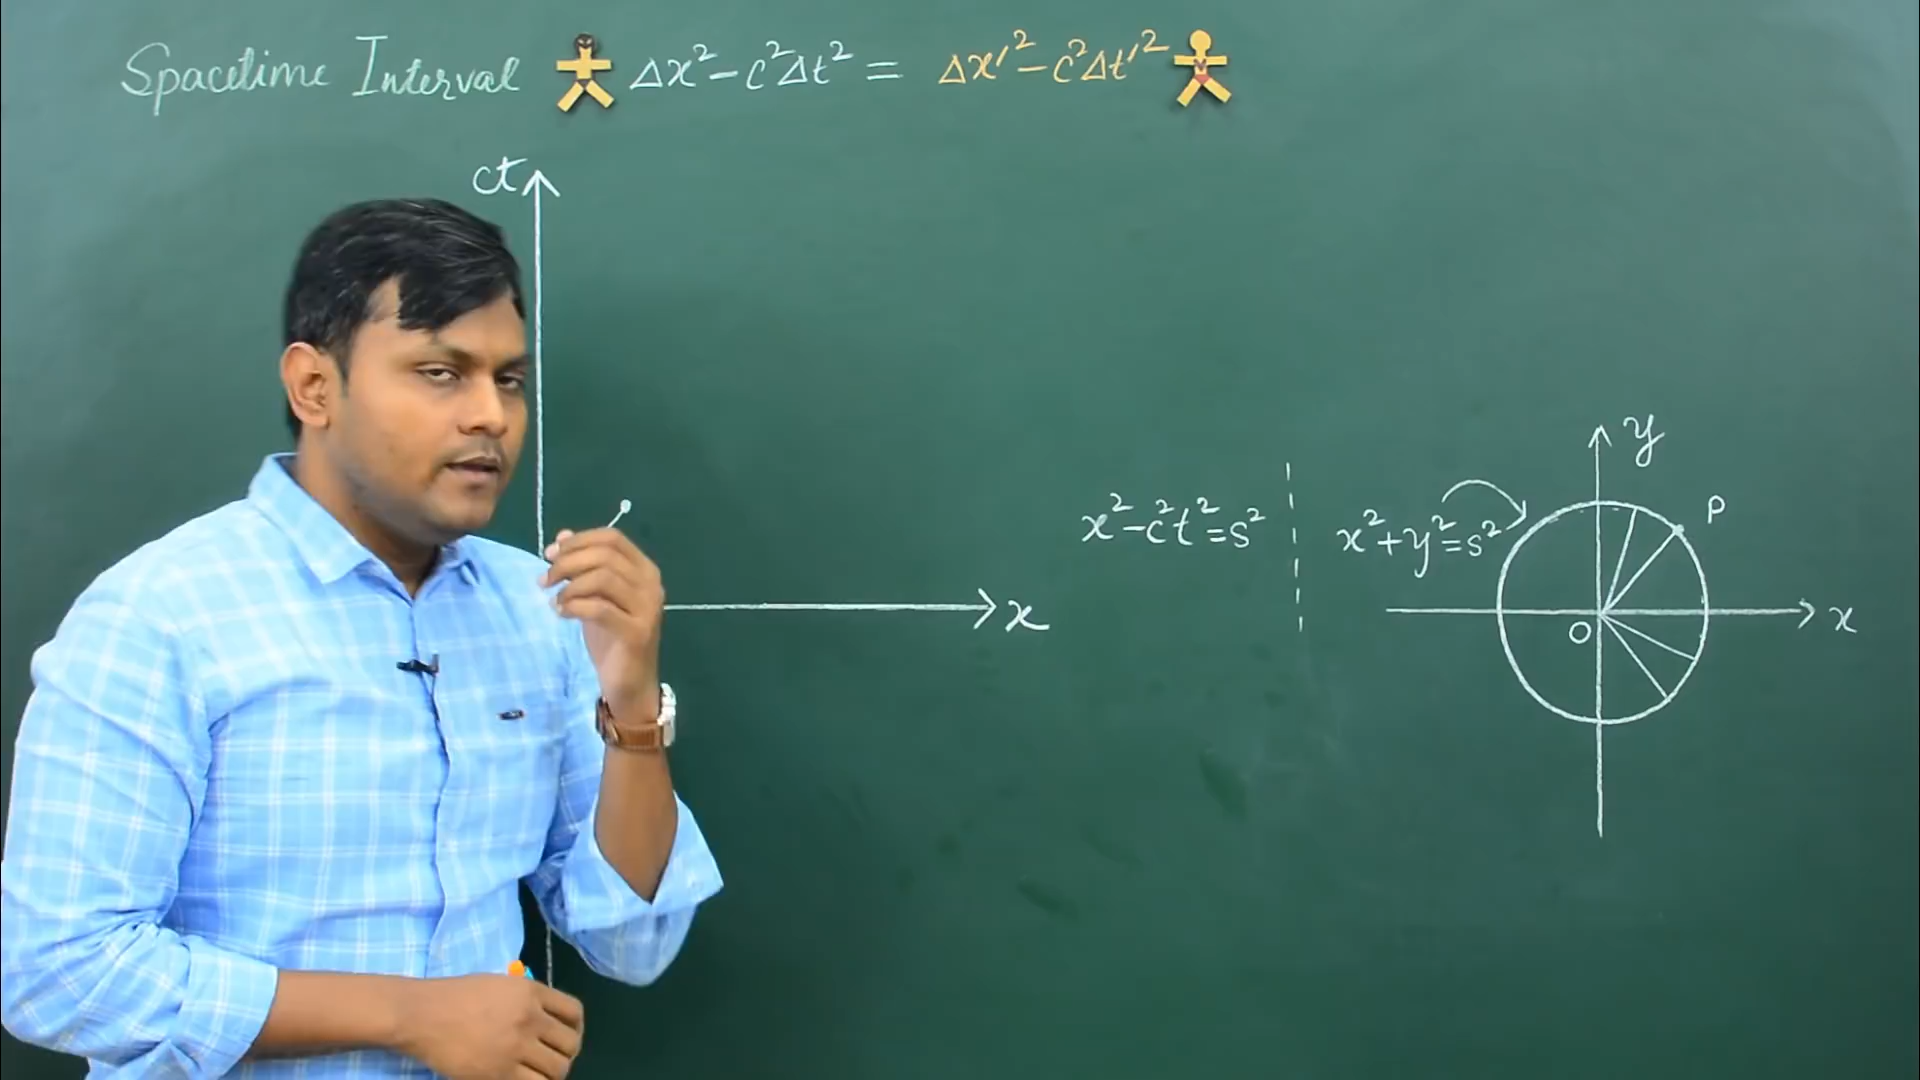 Spacetime Interval Δx² - c²Δt² = Δx'² - c²Δt'²
ct
x
x² - c²t² = s²
x² + y² = s²
y
P
O
x